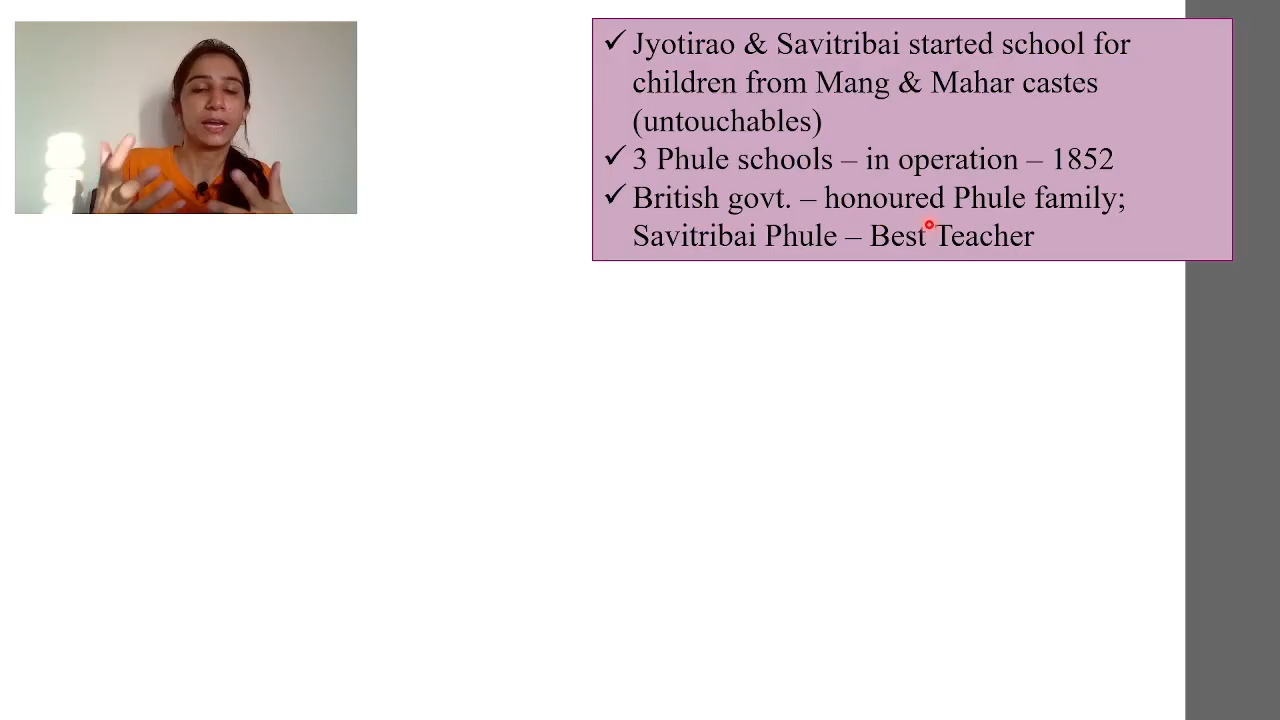 ✓ Jyotirao & Savitribai started school for
children from Mang & Mahar castes
(untouchables)
✓ 3 Phule schools – in operation – 1852
✓ British govt. – honoured Phule family;
Savitribai Phule – Best Teacher